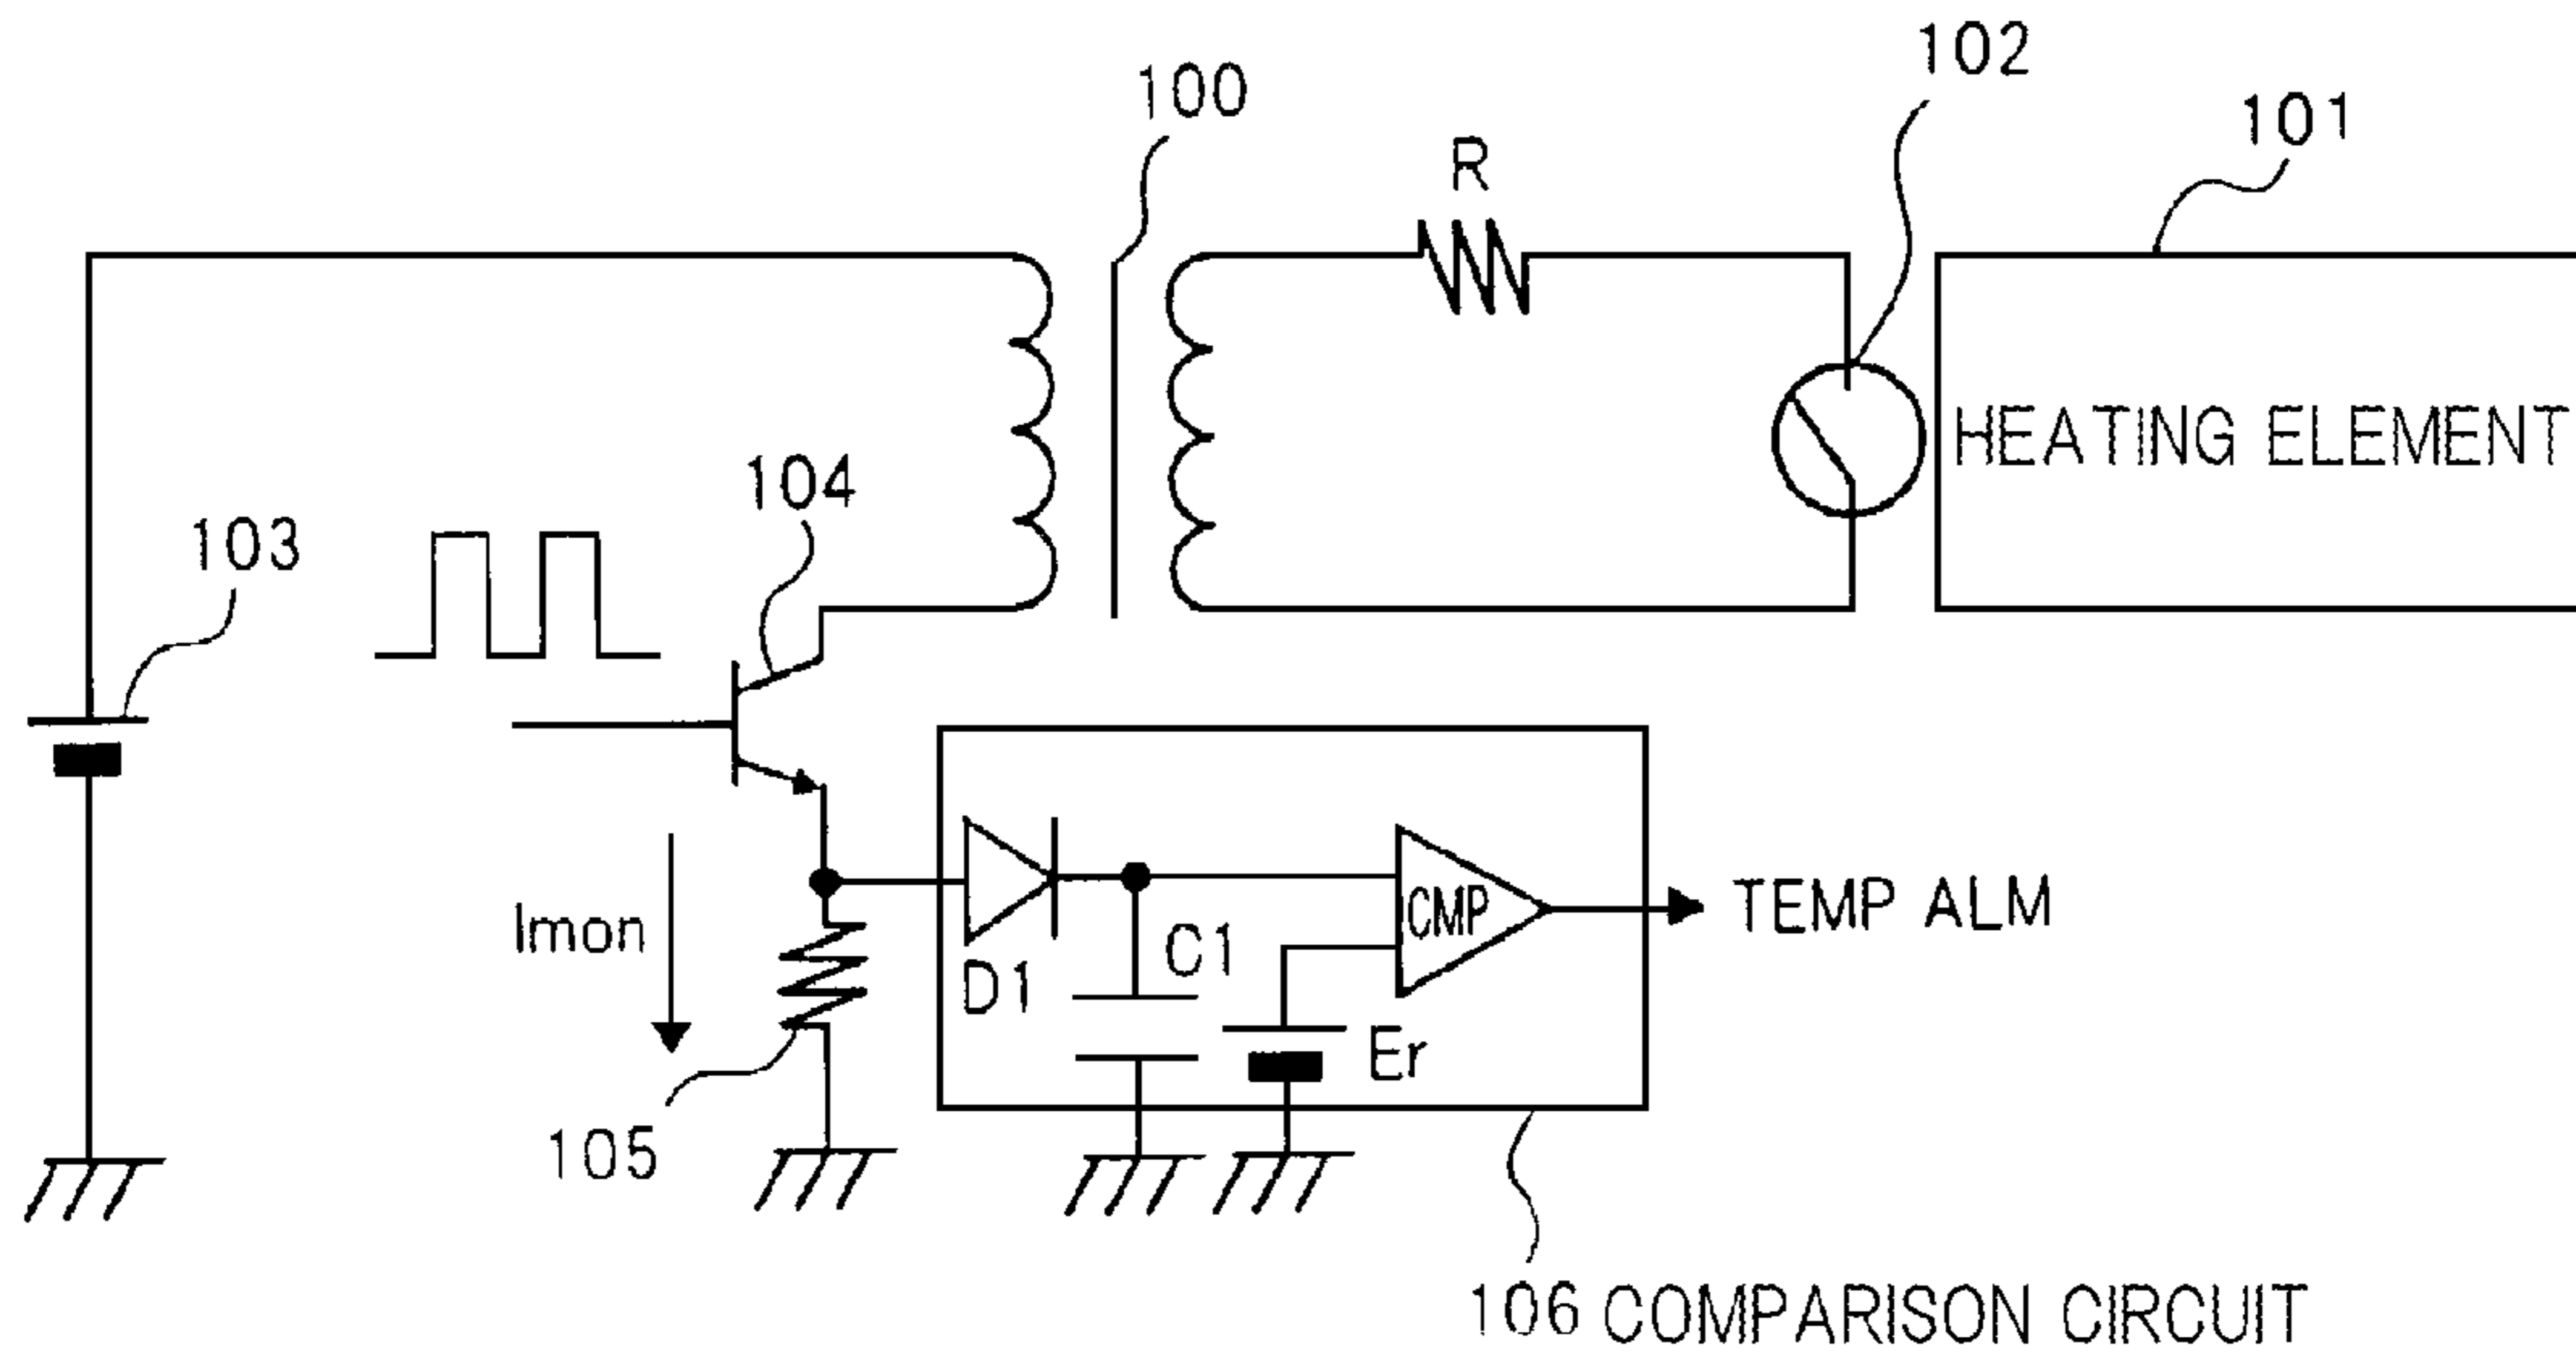 102
100
101
R
HEATING ELEMENT
104
103
CMP
TEMP ALM
Imon
C1
D1
Er
105
106 COMPARISON CIRCUIT